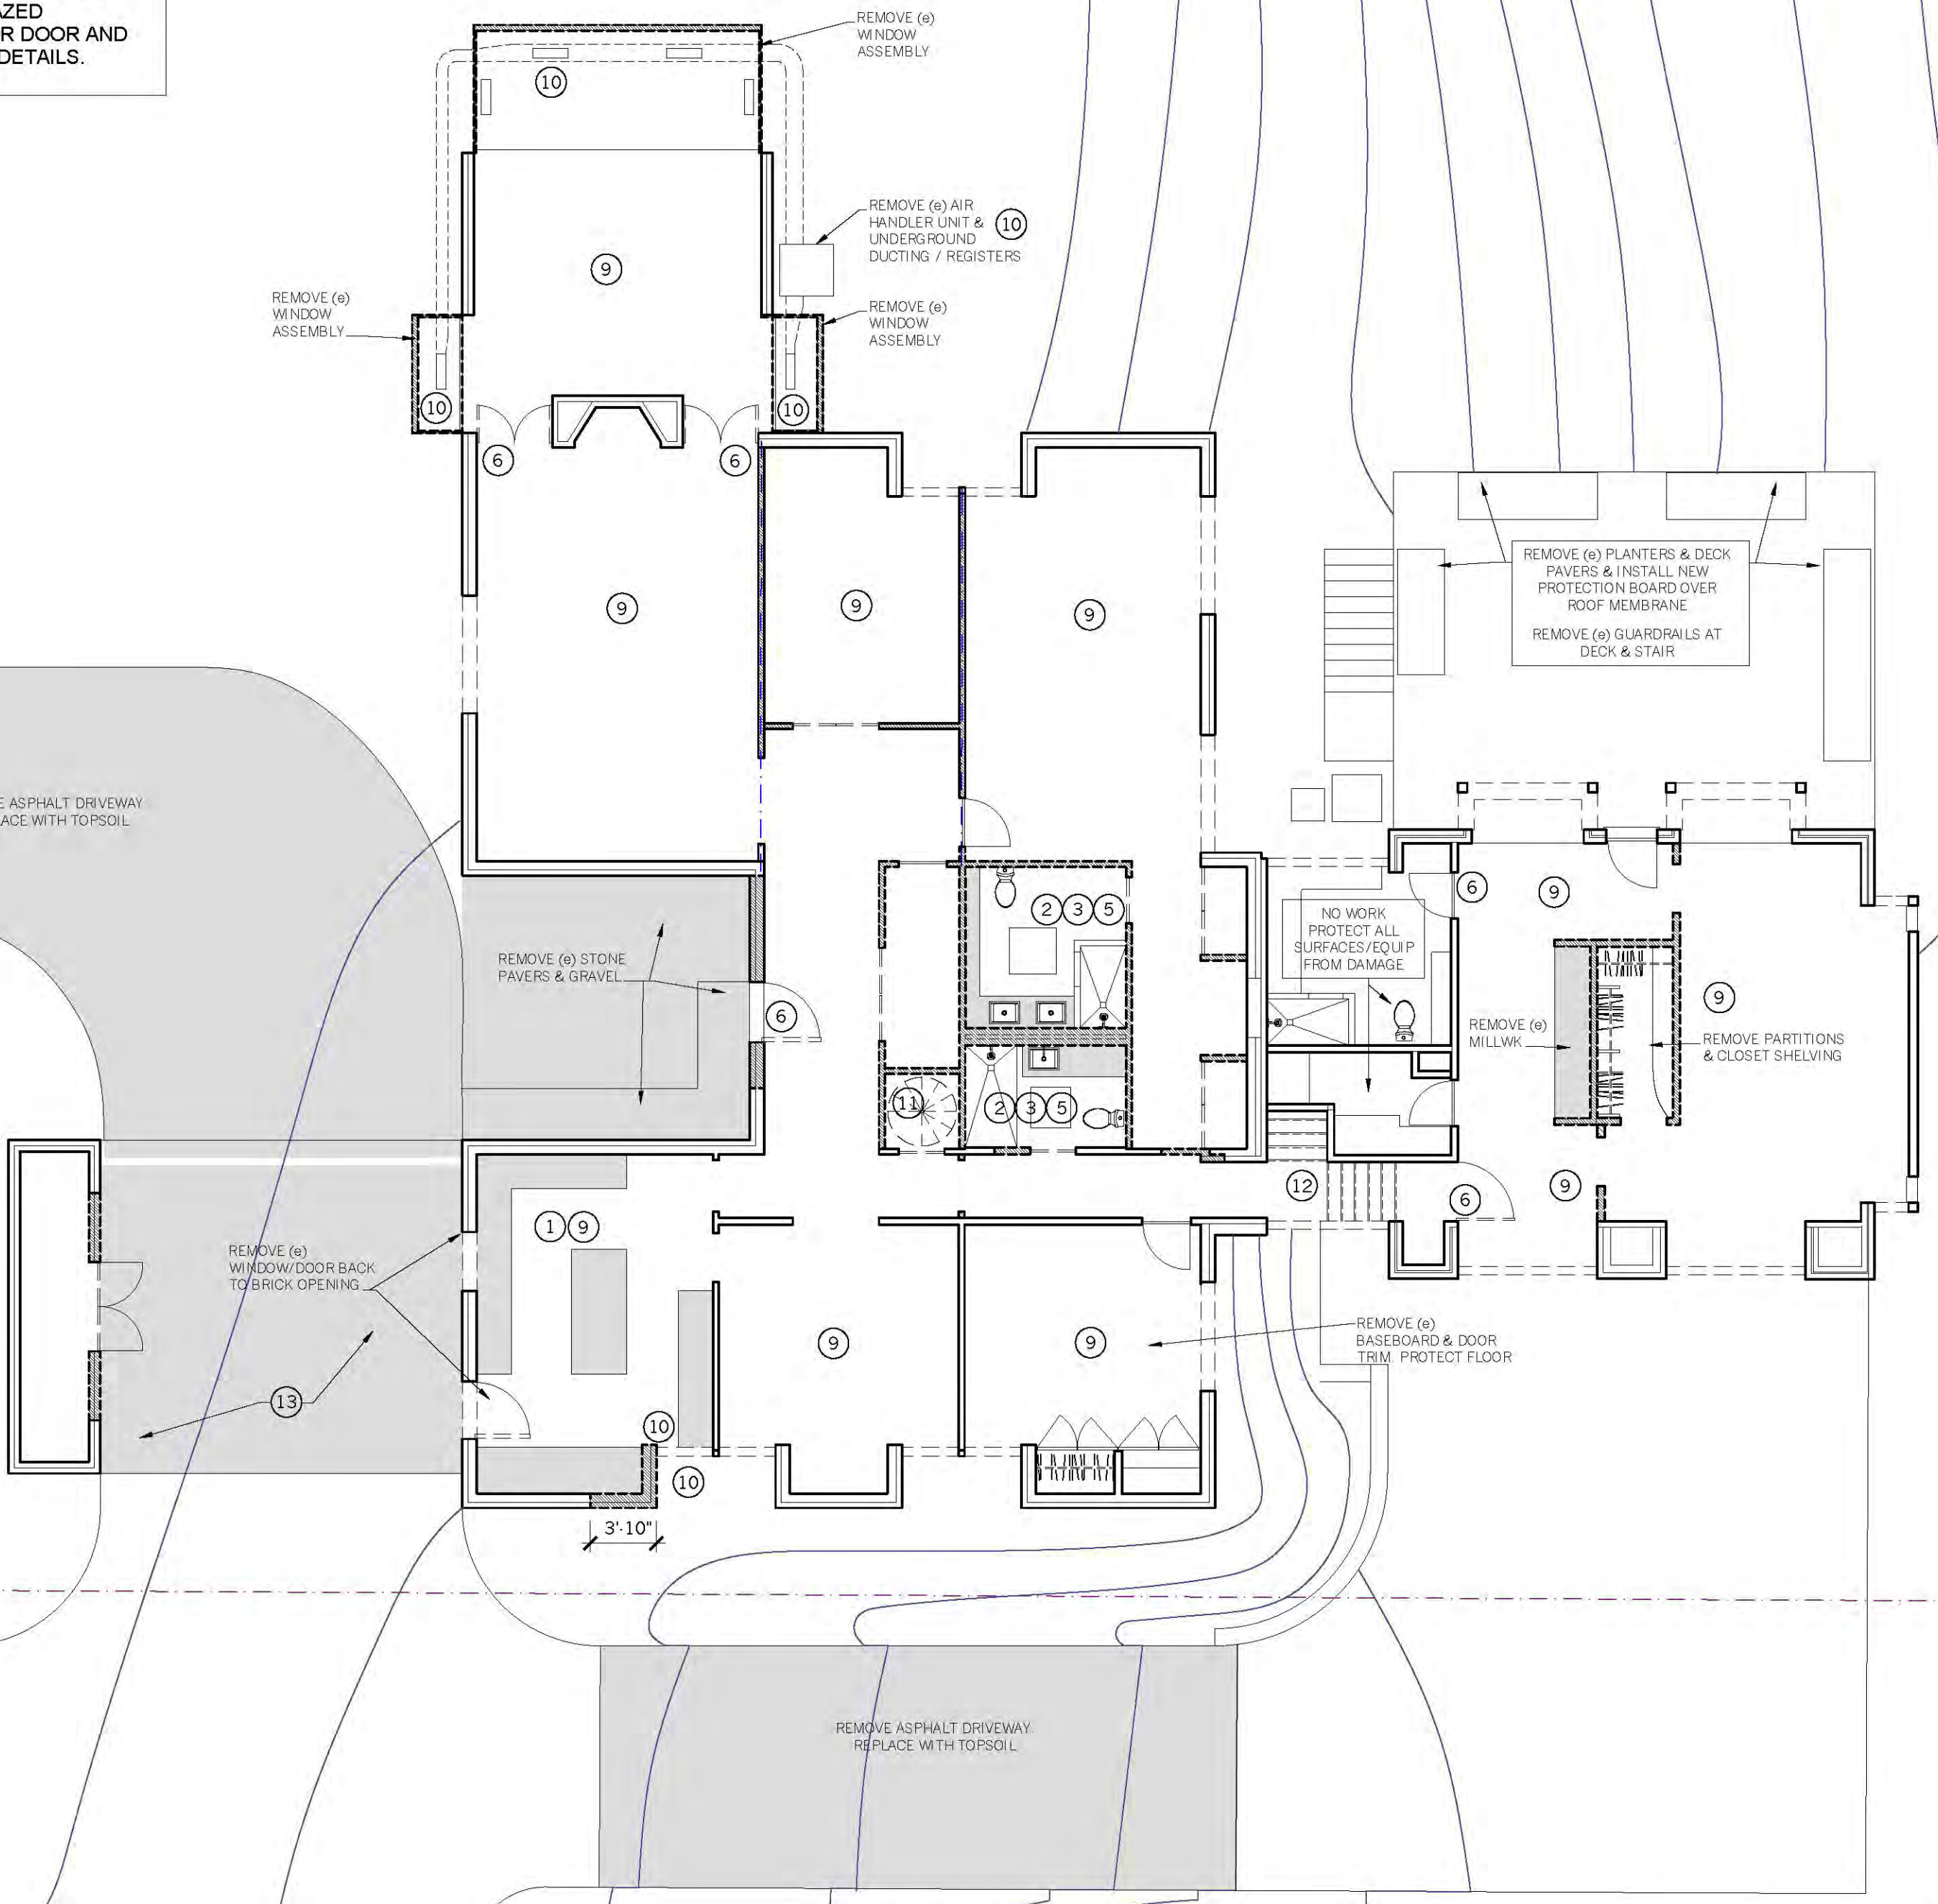 AZED
R DOOR AND
DETAILS.
REMOVE (e)
WINDOW
ASSEMBLY
10
REMOVE (e) AIR
HANDLER UNIT &
UNDERGROUND
DUCTING / REGISTERS
10
9
REMOVE (e)
WINDOW
ASSEMBLY
REMOVE (e)
WINDOW
ASSEMBLY
10
10
6
6
REMOVE (e) PLANTERS & DECK
PAVERS & INSTALL NEW
PROTECTION BOARD OVER
ROOF MEMBRANE
REMOVE (e) GUARDRAILS AT
DECK & STAIR
9
9
9
E ASPHALT DRIVEWAY
ACE WITH TOPSOIL
2 3 5
6
9
NO WORK
PROTECT ALL
SURFACES/EQUIP
FROM DAMAGE
REMOVE (e) STONE
PAVERS & GRAVEL
6
9
REMOVE (e)
MILLWK
REMOVE PARTITIONS
& CLOSET SHELVING
11
2 3 5
12
6
9
1 9
REMOVE (e)
WINDOW/DOOR BACK
TO BRICK OPENING
9
9
REMOVE (e)
BASEBOARD & DOOR
TRIM. PROTECT FLOOR
13
10
10
3'-10"
REMOVE ASPHALT DRIVEWAY.
REPLACE WITH TOPSOIL